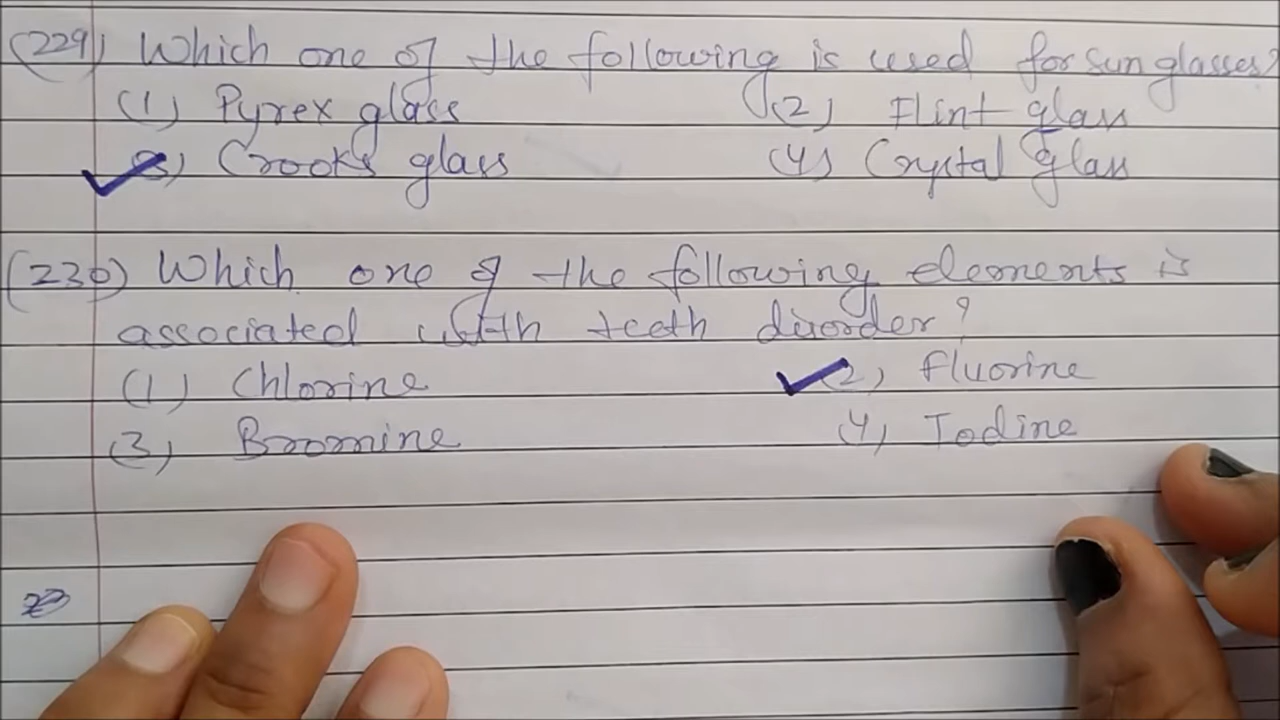 (229) Which one of the following is used for sunglasses?
(1) Pyrex glass (2) Flint glass
(3) Crooks glass (4) Crystal glass
(230) Which one of the following elements is
associated with teeth disorder?
(1) Chlorine (2) Fluorine
(3) Bromine (4) Iodine